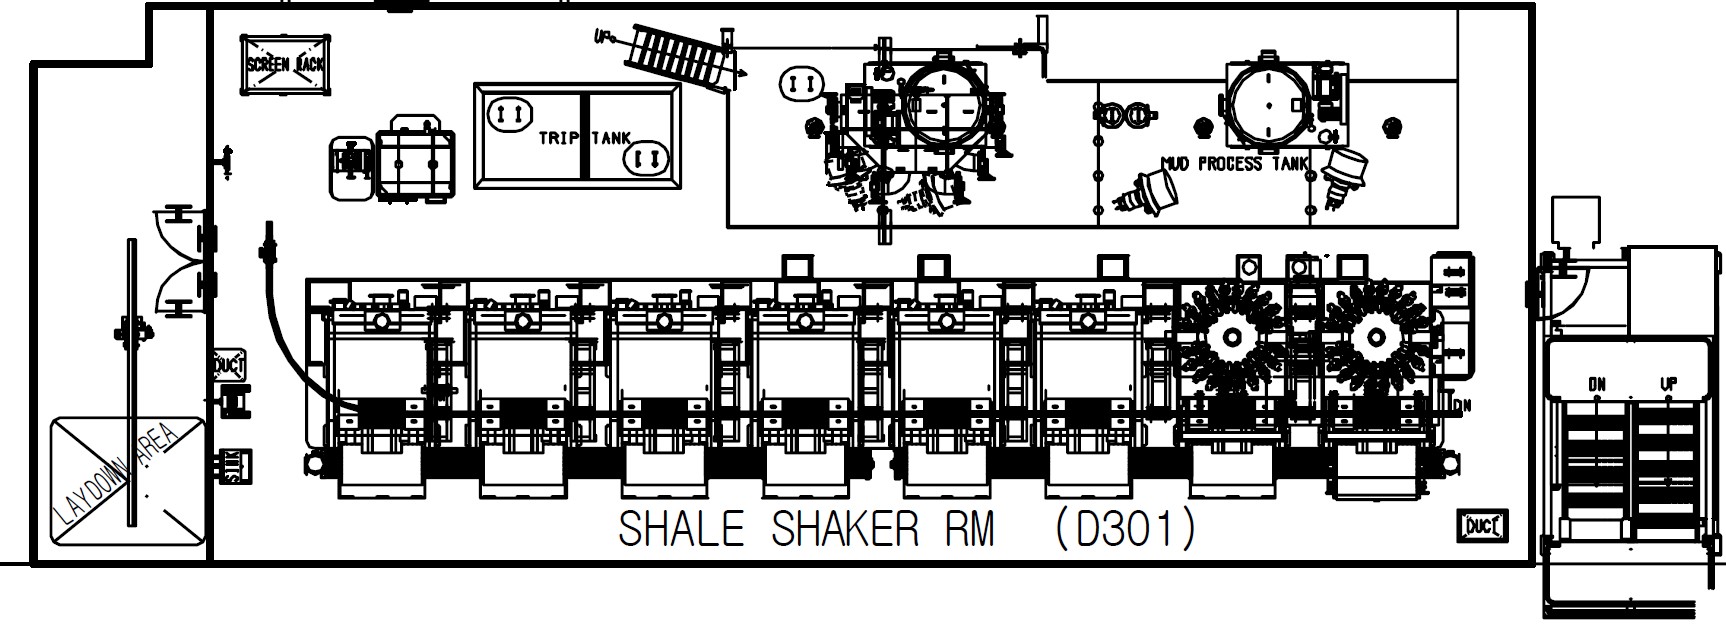 UP
SCREEN RACK
TRIP TANK
MUD PROCESS TANK
DUCT
DN
UP
DN
LAYDOWN AREA
SINK
SHALE SHAKER RM (D301)
DUCT